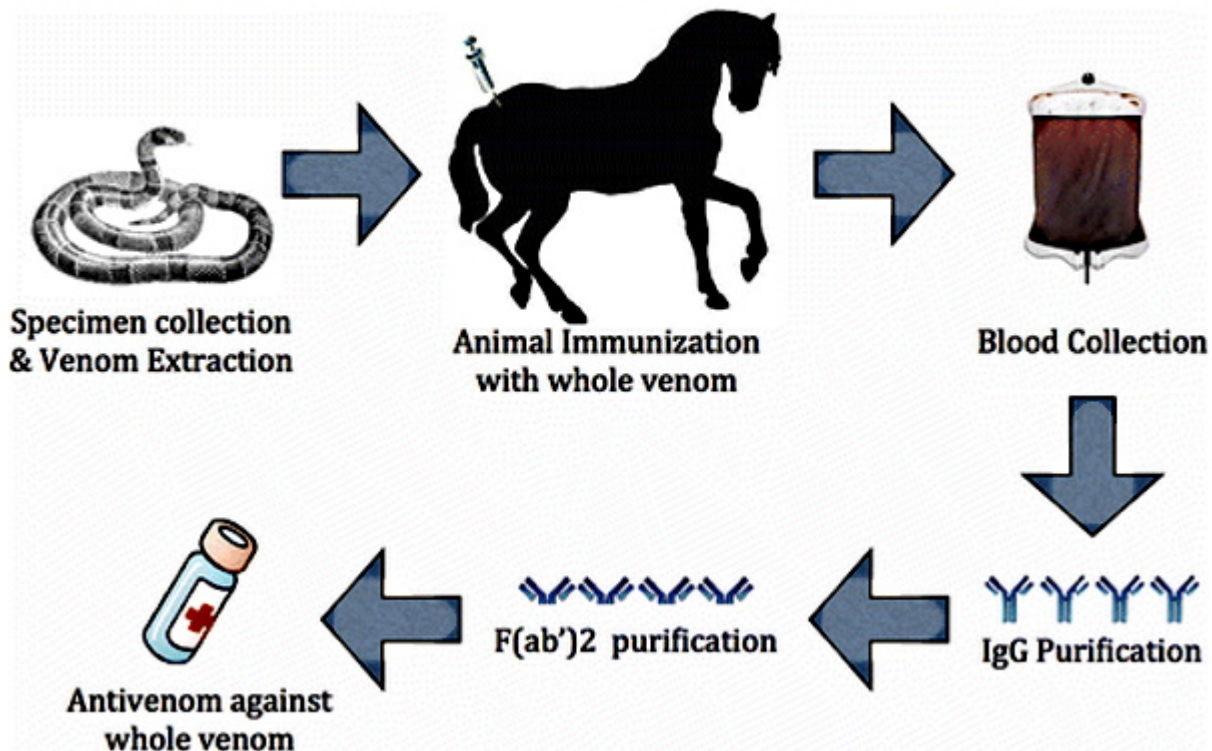 Specimen collection
& Venom Extraction
Animal Immunization
with whole venom
Blood Collection
IgG Purification
F(ab')2 purification
Antivenom against
whole venom